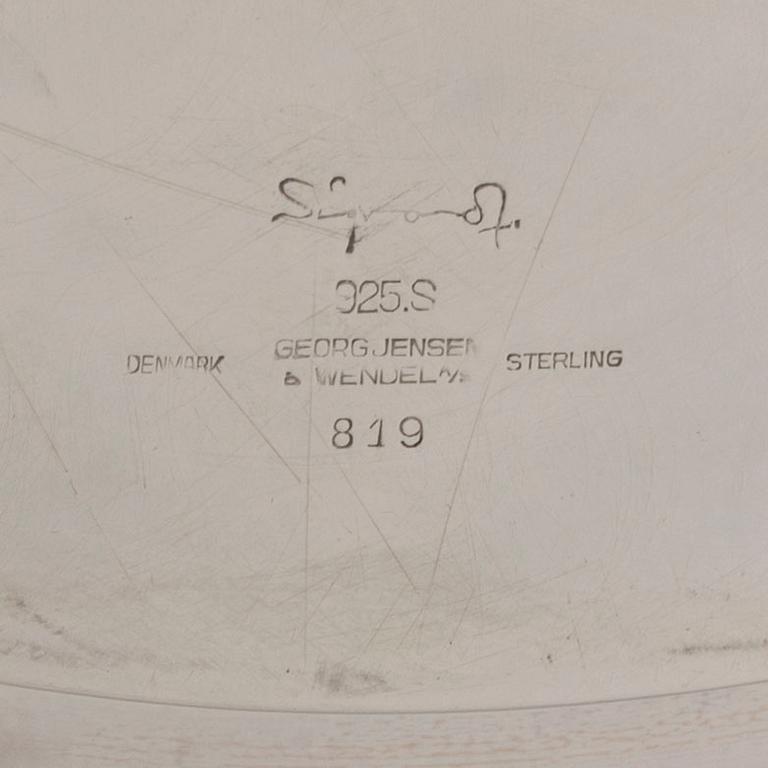 925.S
DENMARK GEORG JENSEN STERLING
& WENDEL A/S
819